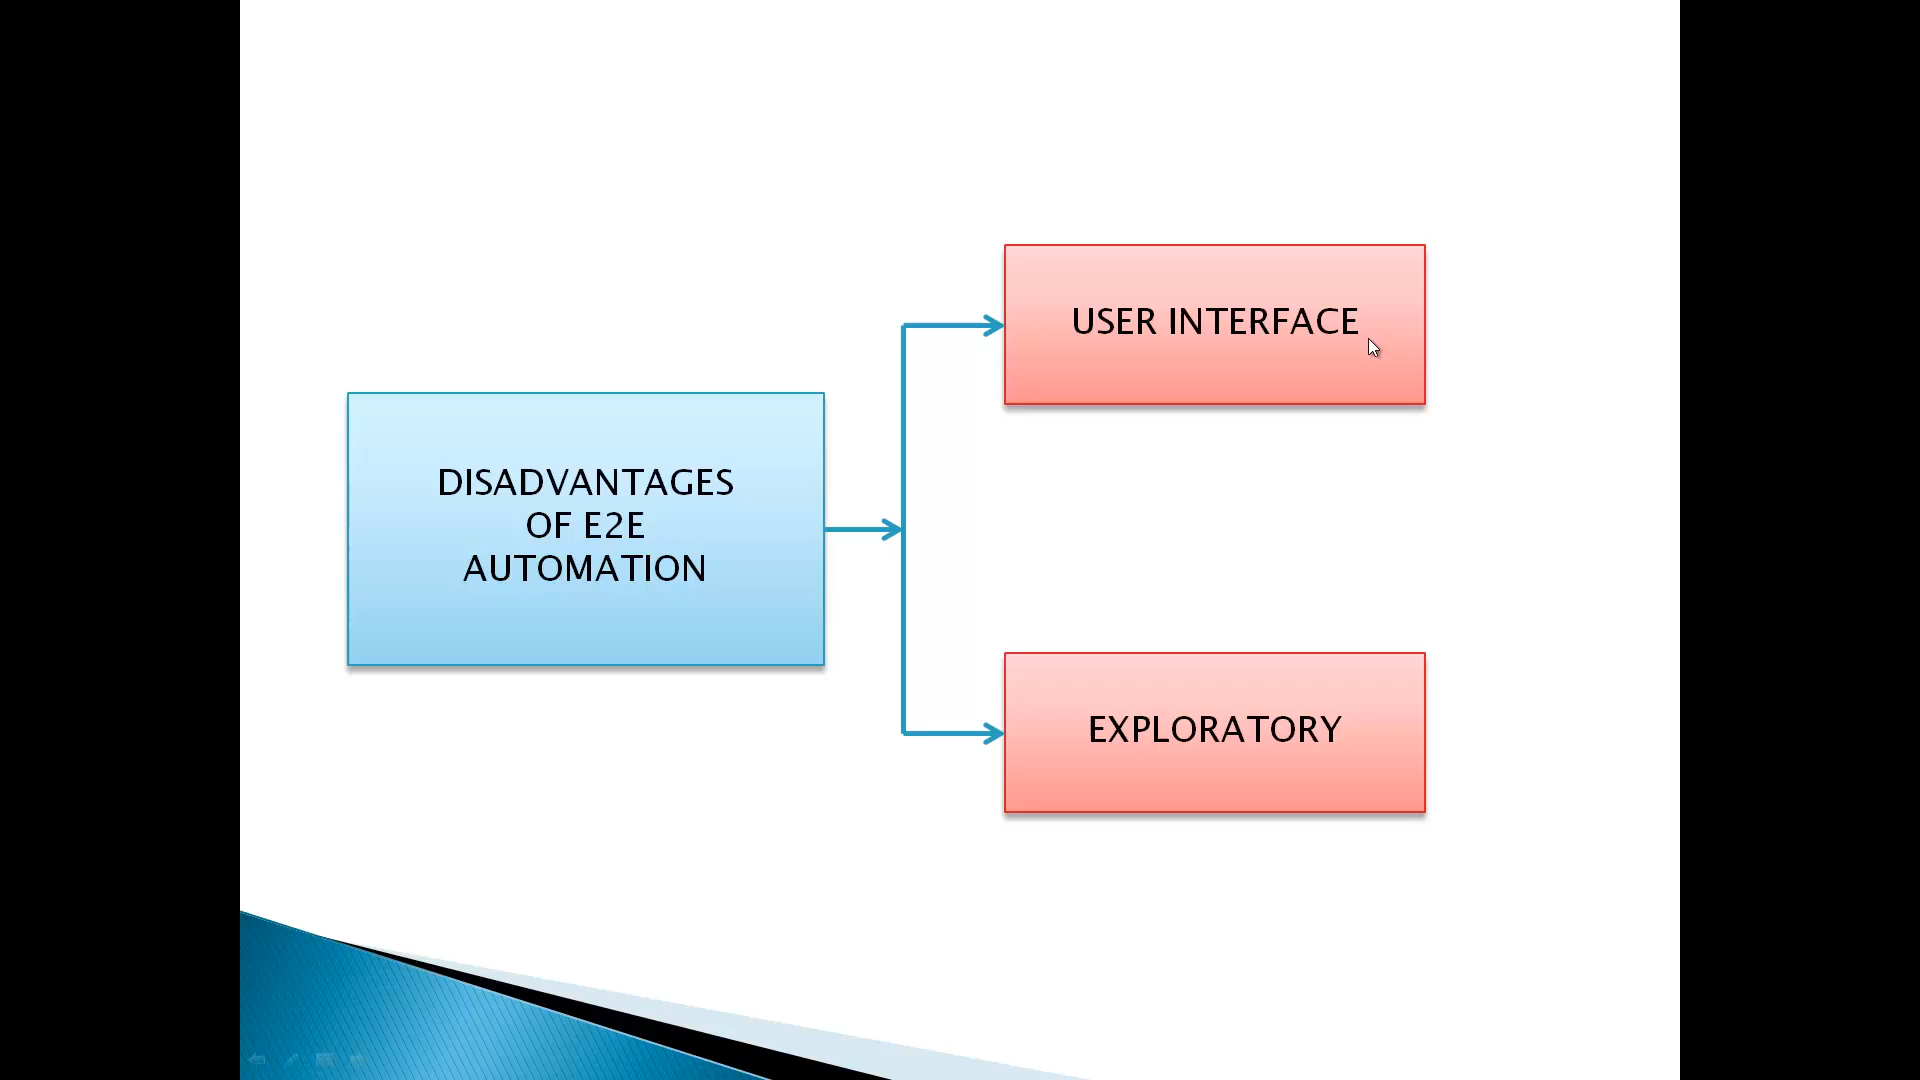 DISADVANTAGES
OF E2E
AUTOMATION
USER INTERFACE
EXPLORATORY